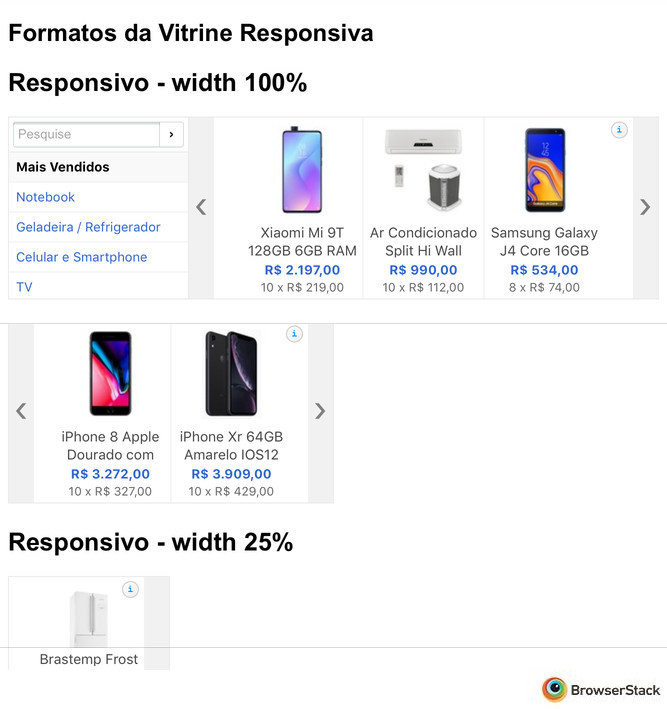 Formatos da Vitrine Responsiva
Responsivo - width 100%
Pesquise
Mais Vendidos
Notebook
Geladeira / Refrigerador
Celular e Smartphone
TV
Xiaomi Mi 9T
128GB 6GB RAM
R$ 2.197,00
10 x R$ 219,00
Ar Condicionado
Split Hi Wall
R$ 990,00
10 x R$ 112,00
i
Samsung Galaxy
J4 Core 16GB
R$ 534,00
8 x R$ 74,00
iPhone 8 Apple
Dourado com
R$ 3.272,00
10 x R$ 327,00
i
iPhone Xr 64GB
Amarelo IOS12
R$ 3.909,00
10 x R$ 429,00
Responsivo - width 25%
i
Brastemp Frost
BrowserStack